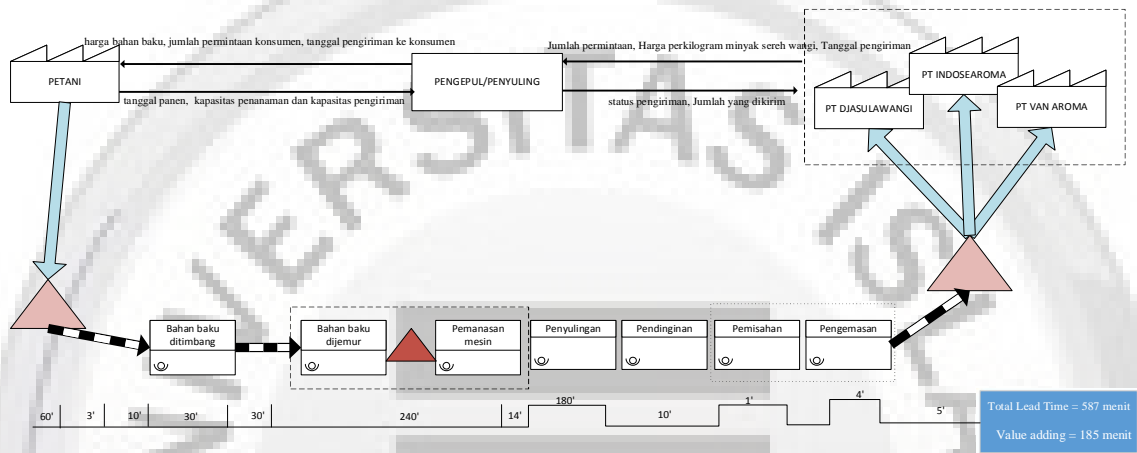 harga bahan baku, jumlah permintaan konsumen, tanggal pengiriman ke konsumen
Jumlah permintaan, Harga perkilogram minyak sereh wangi, Tanggal pengiriman
PETANI
PENGEPUL/PENYULING
PT INDOSEAROMA
PT DJASULAWANGI
PT VAN AROMA
tanggal panen, kapasitas penanaman dan kapasitas pengiriman
status pengiriman, Jumlah yang dikirim
Bahan baku
ditimbang
Bahan baku
dijemur
Pemanasan
mesin
Penyulingan
Pendinginan
Pemisahan
Pengemasan
60'
3'
10'
30'
30'
240'
14'
180'
10'
1'
4'
5'
Total Lead Time = 587 menit
Value adding = 185 menit